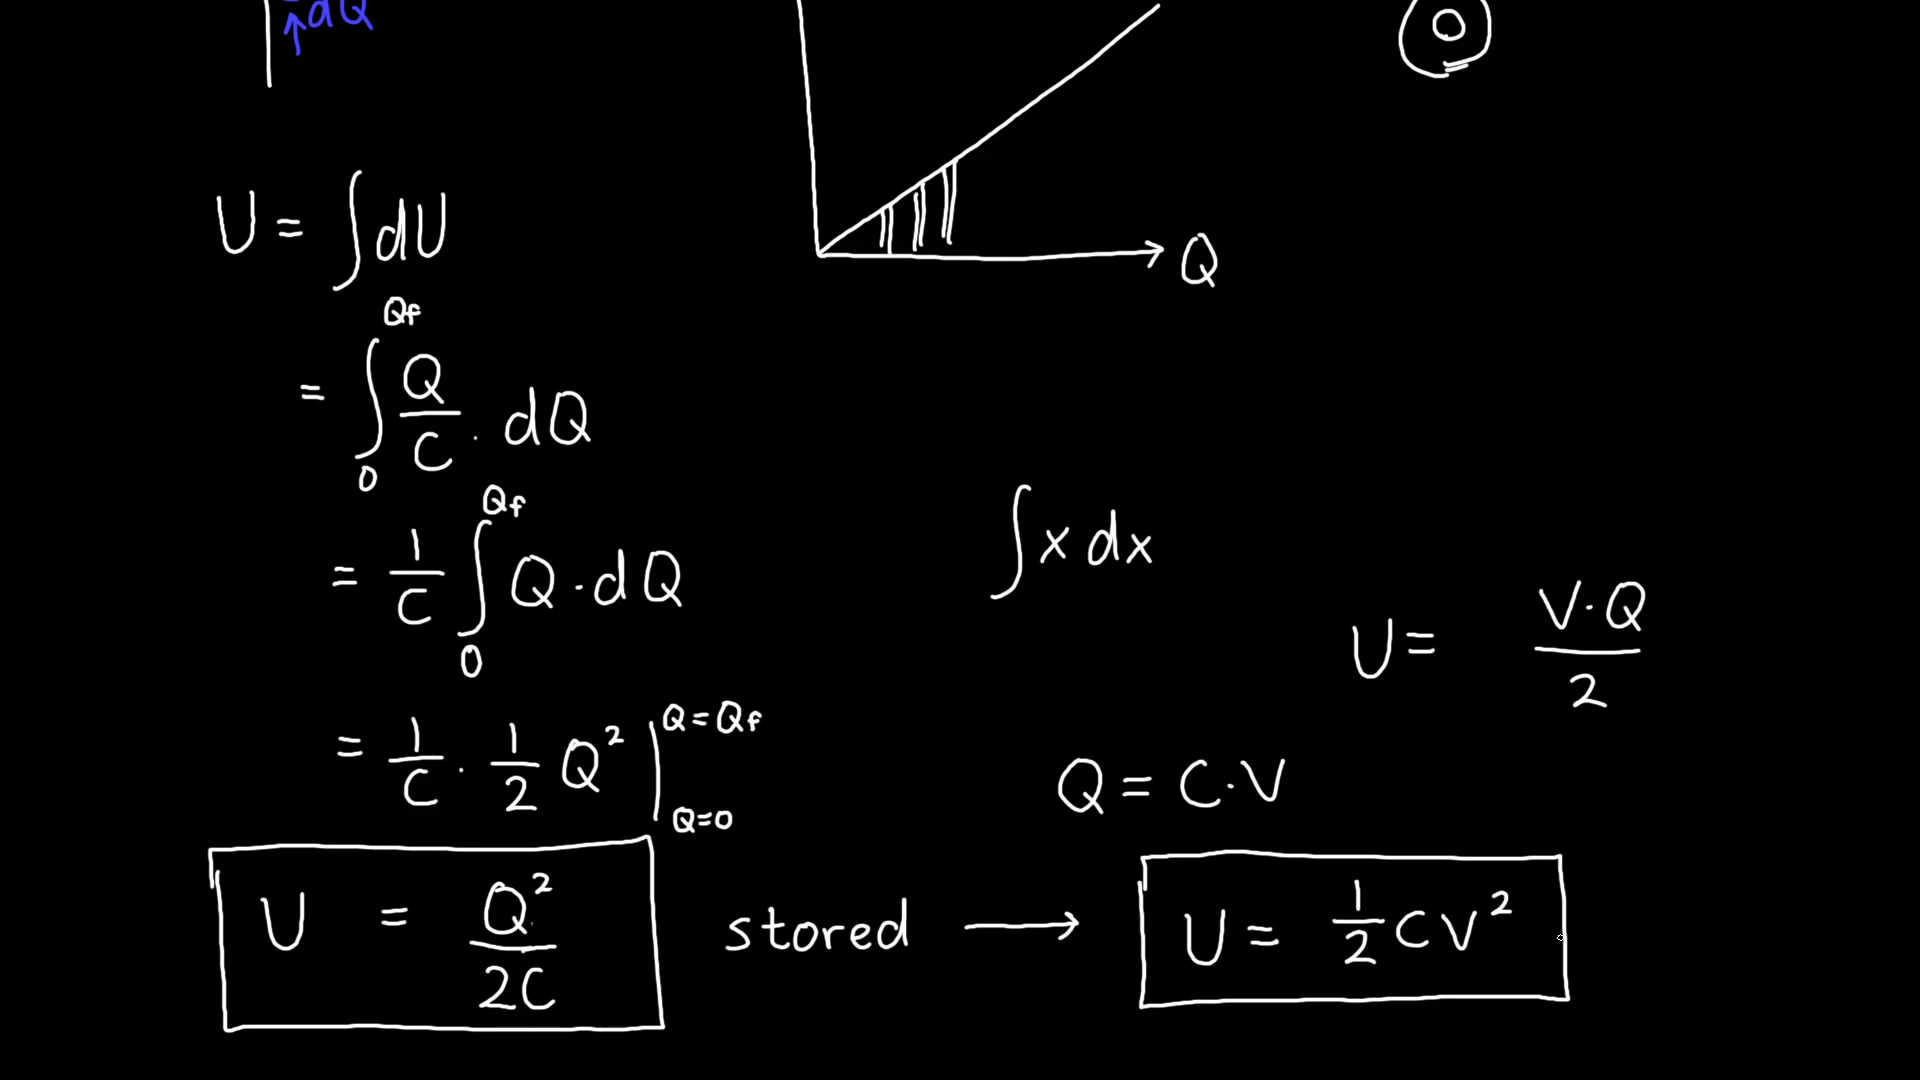 dQ
Q
U = ∫ dU
= ∫₀^Qf Q/C · dQ
= 1/C ∫₀^Qf Q · dQ
∫ x dx
U = V·Q/2
= 1/C · 1/2 Q² |_{Q=0}^{Q=Qf}
Q = C·V
U = Q²/2C stored → U = 1/2 CV²